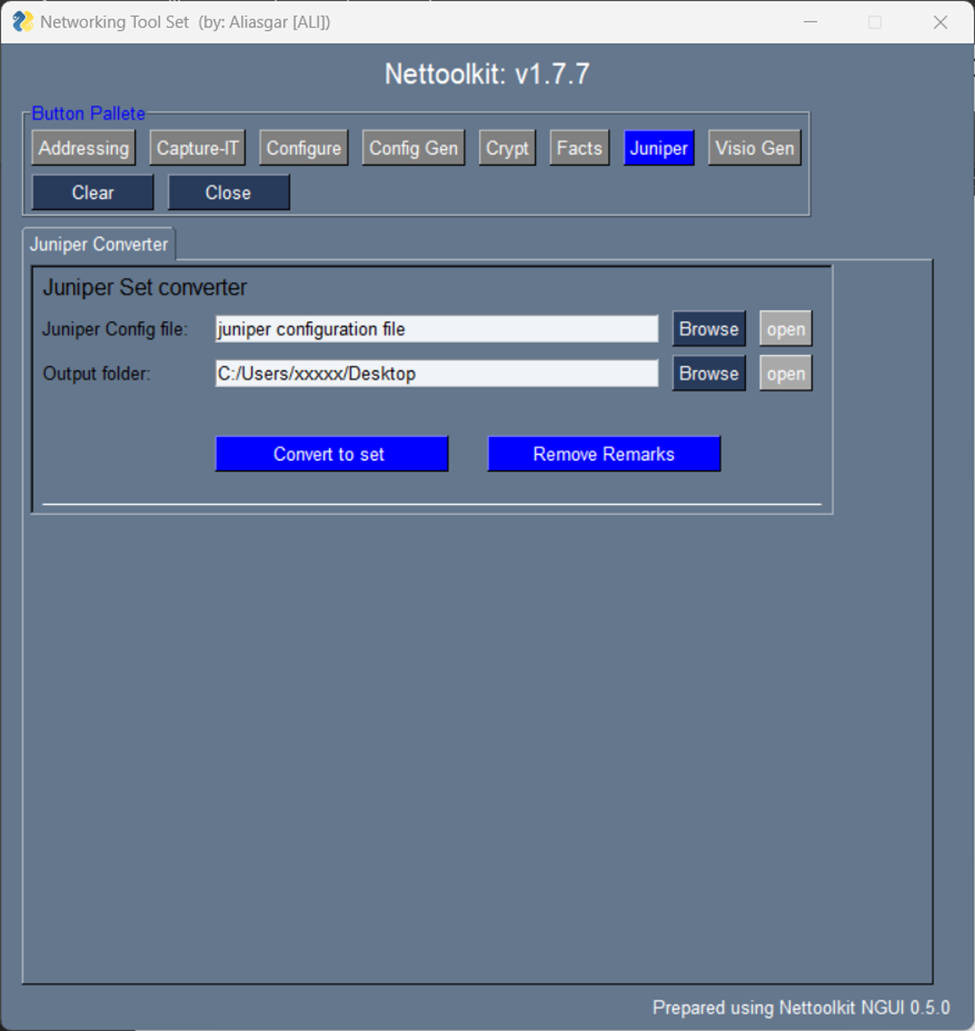 Networking Tool Set (by: Aliasgar [ALI])
Nettoolkit: v1.7.7
Button Pallete
Addressing Capture-IT Configure Config Gen Crypt Facts Juniper Visio Gen
Clear Close
Juniper Converter
Juniper Set converter
Juniper Config file: juniper configuration file Browse open
Output folder: C:/Users/xxxxx/Desktop Browse open
Convert to set Remove Remarks
Prepared using Nettoolkit NGUI 0.5.0